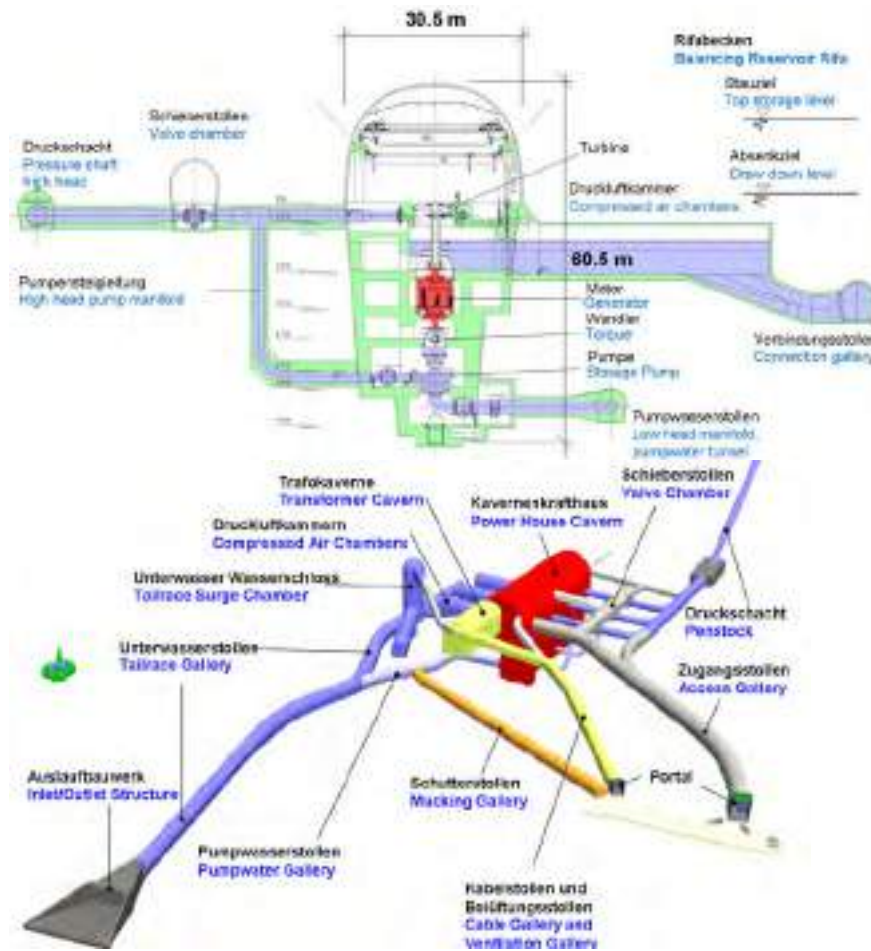 30.5 m
Rifabecken
Balancing Reservoir Rifa
Stauziel
Top storage level
Absenkziel
Draw down level
Schieberstollen
Valve chamber
Druckschacht
Pressure shaft
high head
Turbine
Druckluftkammer
Compressed air chambers
60.5 m
Pumpensteigleitung
High head pump manifold
Motor
Generator
Wandler
Pumpe
Storage Pump
Verbindungsstollen
Connection gallery
Pumpwasserstollen
Low head manifold,
pumpwater tunnel
Trafokaverne
Transformer Cavern
Druckluftkammern
Compressed Air Chambers
Kavernenkrafthaus
Power House Cavern
Schieberstollen
Valve Chamber
Unterwasser Wasserschloss
Tailrace Surge Chamber
Druckschacht
Penstock
Unterwasserstollen
Tailrace Gallery
Zugangsstollen
Access Gallery
Auslaufbauwerk
Inlet/Outlet Structure
Schutterstollen
Mucking Gallery
Portal
Pumpwasserstollen
Pumpwater Gallery
Kabelstollen und
Belüftungsstollen
Cable Gallery and
Ventilation Gallery